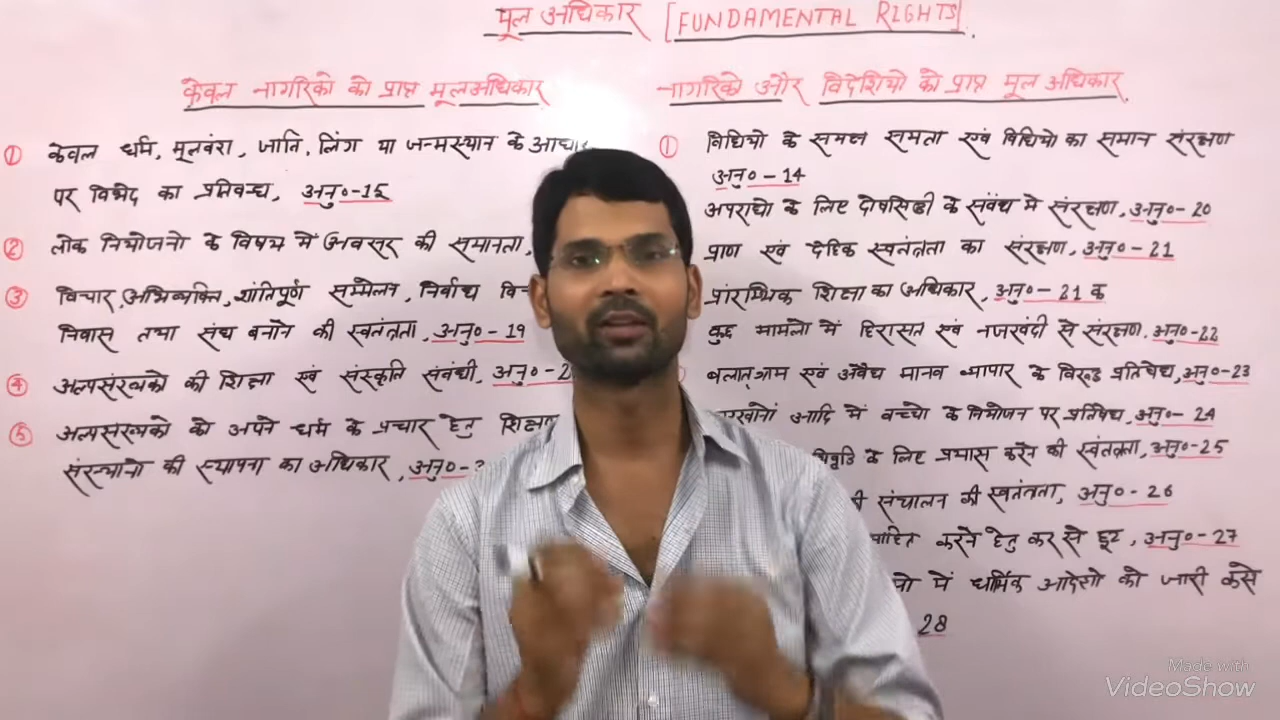 मूल अधिकार [FUNDAMENTAL RIGHTS].
केवल नागरिको को प्राप्त मूलअधिकार
① केवल धर्म, मूलवंश, जाति, लिंग या जन्मस्थान के आधार
पर विभेद का प्रतिबन्ध, अनु०-15
② लोक नियोजनो के विषय में अवसर की समानता,
③ विचार, अभिव्यक्ति, शांतिपूर्ण सम्मेलन, निर्वाध
निवास तथा संघ बनाने की स्वतंत्रता, अनु०-19
④ अल्पसंख्यको की शिक्षा एवं संस्कृति संबंधी, अनु०-2
⑤ अल्पसंख्यको को अपने धर्म के प्रचार हेतु
संस्थानो की स्थापना का अधिकार, अनु०-
नागरिको और विदेशियो को प्राप्त मूल अधिकार
① विधियो के समक्ष समता एवं विधियो का समान संरक्षण
अनु०-14
अपराधो के लिए दोषसिद्धी के संबंध मे संरक्षण, अनु०-20
प्राण एवं दैहिक स्वतंत्रता का संरक्षण, अनु०-21
प्रारम्भिक शिक्षा का अधिकार, अनु०-21 क
कुछ मामलो में हिरासत एवं नजरबंदी से संरक्षण, अनु०-22
बलातश्रम एवं अवैध मानव व्यापार के विरुद्ध प्रतिषेध, अनु०-23
आदि में बच्चो के नियोजन पर प्रतिषेध, अनु०-24
के लिए प्रयास करने की स्वंतत्रता, अनु०-25
संचालन की स्वतंत्रता, अनु०-26
करने हेतु कर से छूट, अनु०-27
में धार्मिक आदेशो को जारी करने
28
Made with
VideoShow